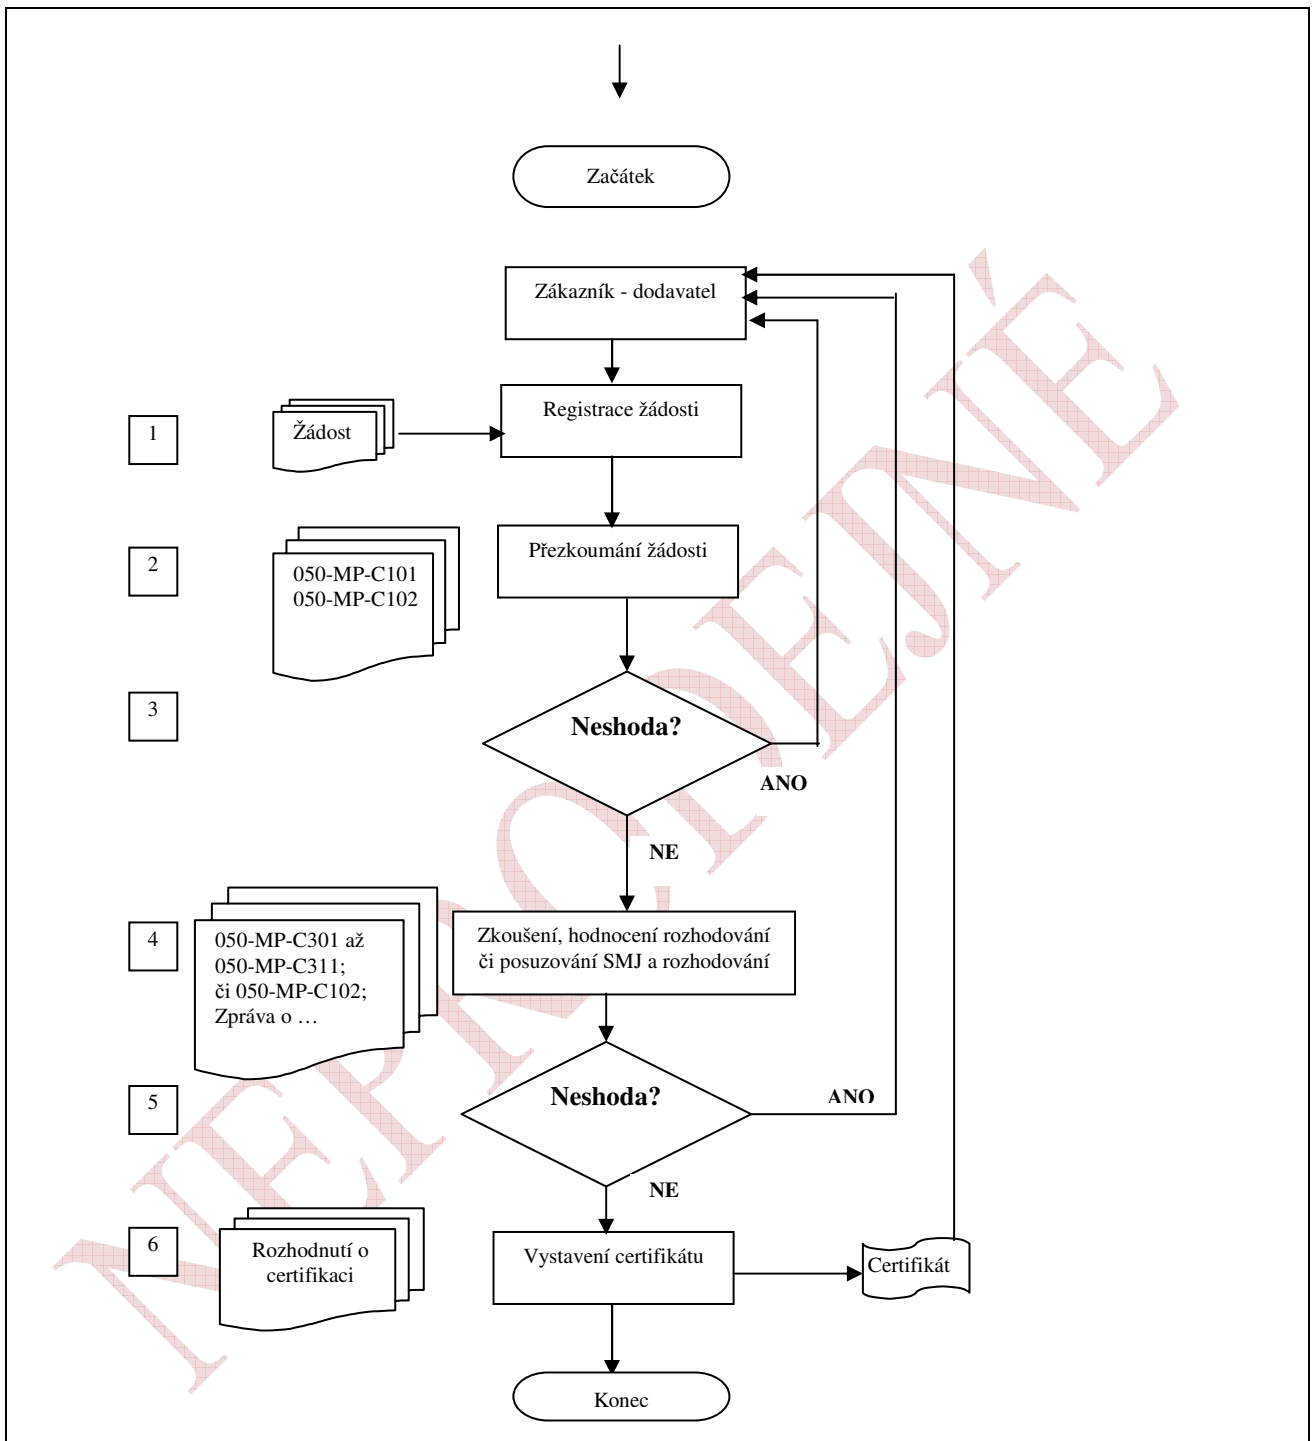 Začátek
Zákazník - dodavatel
1
Žádost
Registrace žádosti
2
050-MP-C101
050-MP-C102
Přezkoumání žádosti
3
Neshoda?
ANO
NE
4
050-MP-C301 až
050-MP-C311;
či 050-MP-C102;
Zpráva o …
Zkoušení, hodnocení rozhodování
či posuzování SMJ a rozhodování
5
Neshoda?
ANO
NE
6
Rozhodnutí o
certifikaci
Vystavení certifikátu
Certifikát
Konec
NEPRODEJNÉ